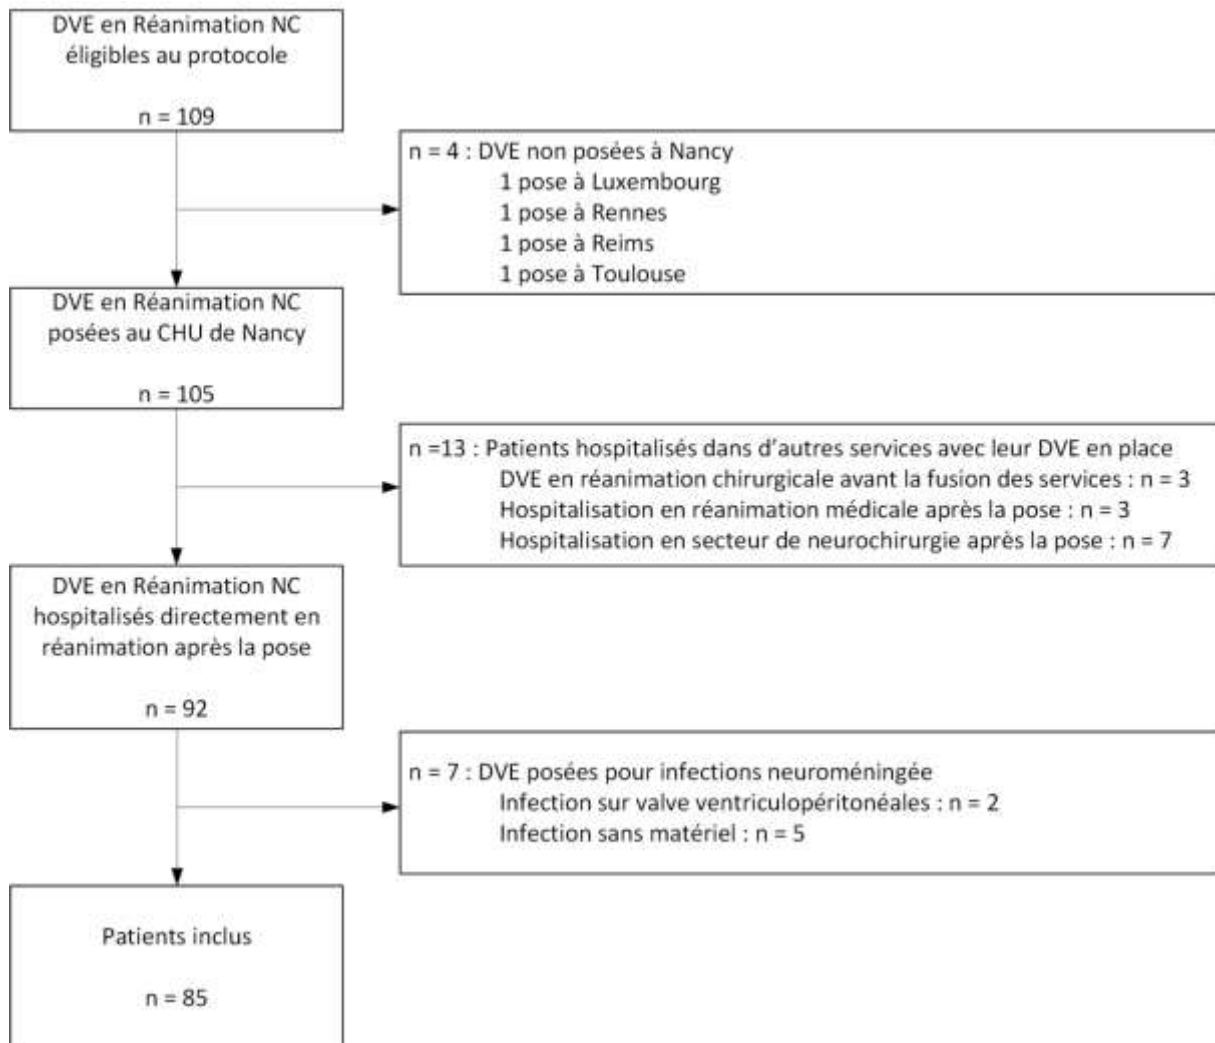 DVE en Réanimation NC
éligibles au protocole
n = 109
n = 4 : DVE non posées à Nancy
1 pose à Luxembourg
1 pose à Rennes
1 pose à Reims
1 pose à Toulouse
DVE en Réanimation NC
posées au CHU de Nancy
n = 105
n =13 : Patients hospitalisés dans d'autres services avec leur DVE en place
DVE en réanimation chirurgicale avant la fusion des services : n = 3
Hospitalisation en réanimation médicale après la pose : n = 3
Hospitalisation en secteur de neurochirurgie après la pose : n = 7
DVE en Réanimation NC
hospitalisés directement en
réanimation après la pose
n = 92
n = 7 : DVE posées pour infections neuroméningée
Infection sur valve ventriculopéritonéales : n = 2
Infection sans matériel : n = 5
Patients inclus
n = 85